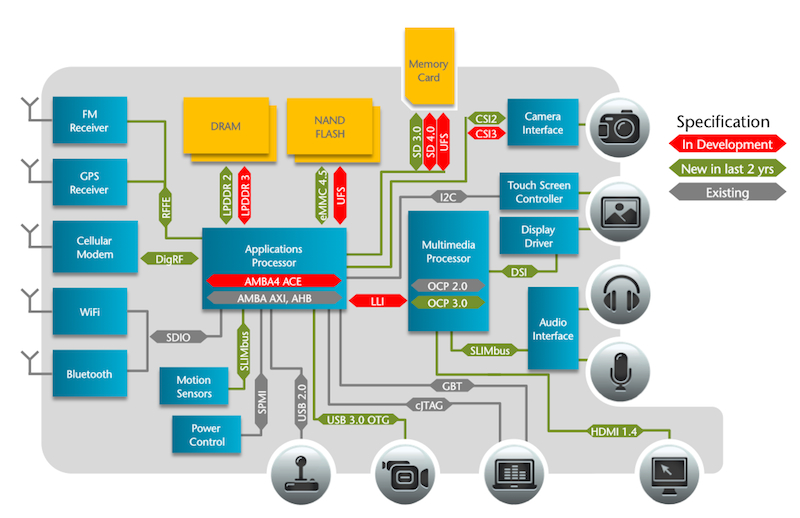 Memory
Card
FM
Receiver
DRAM
NAND
FLASH
SD 3.0
SD 4.0
UFS
CSI2
CSI3
Camera
Interface
Specification
In Development
New in last 2 yrs
Existing
GPS
Receiver
RFFE
LPDDR 2
LPDDR 3
eMMC 4.5
UFS
I2C
Touch Screen
Controller
Cellular
Modem
DigRF
Applications
Processor
AMBA4 ACE
AMBA AXI, AHB
LLI
Multimedia
Processor
OCP 2.0
OCP 3.0
Display
Driver
DSI
WiFi
SDIO
Bluetooth
SLIMbus
Audio
Interface
SLIMbus
Motion
Sensors
Power
Control
SPMI
USB 2.0
USB 3.0 OTG
cJTAG
GBT
HDMI 1.4